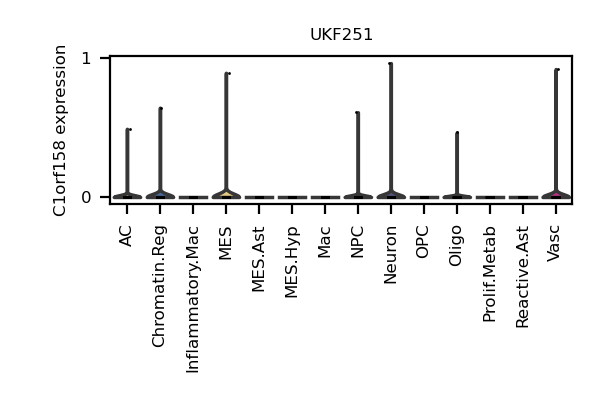 UKF251
C1orf158 expression
1
0
AC
Chromatin.Reg
Inflammatory.Mac
MES
MES.Ast
MES.Hyp
Mac
NPC
Neuron
OPC
Oligo
Prolif.Metab
Reactive.Ast
Vasc